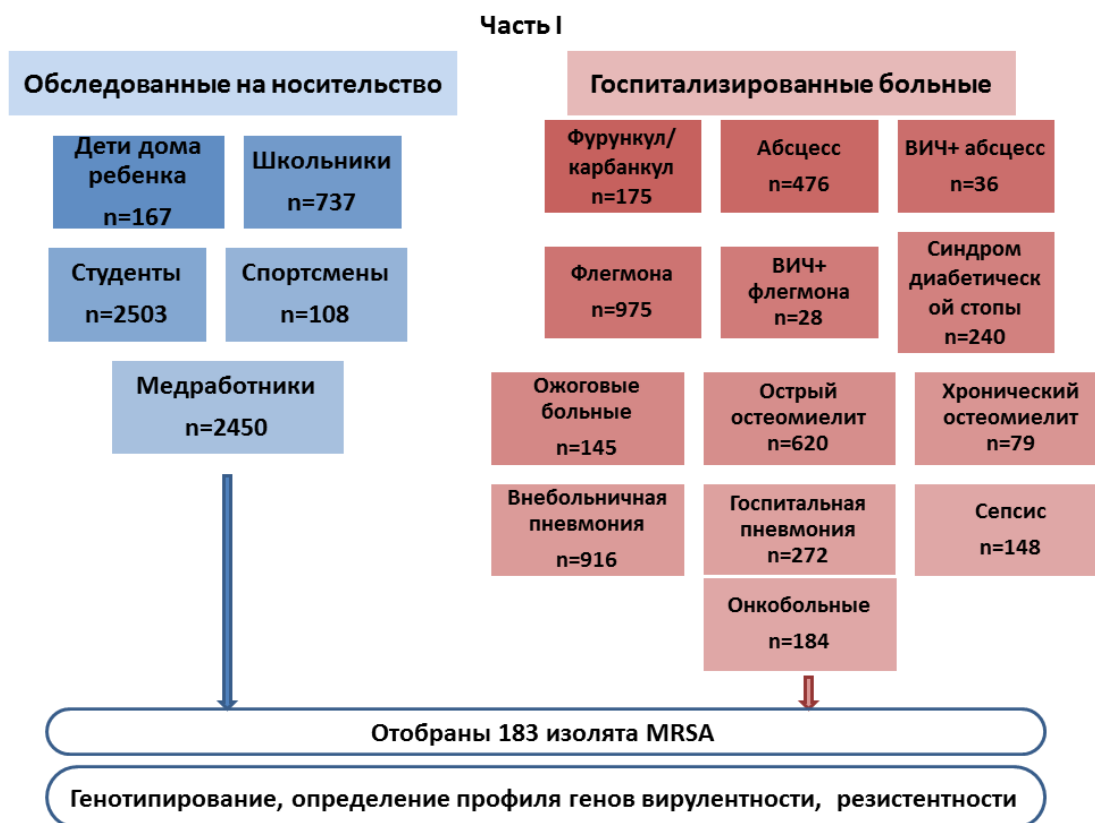 Часть I
Обследованные на носительство
Дети дома
ребенка
n=167
Школьники
n=737
Студенты
n=2503
Спортсмены
n=108
Медработники
n=2450
Госпитализированные больные
Фурункул/
карбанкул
n=175
Абсцесс
n=476
ВИЧ+ абсцесс
n=36
Флегмона
n=975
ВИЧ+
флегмона
n=28
Синдром
диабетическ
ой стопы
n=240
Ожоговые
больные
n=145
Острый
остеомиелит
n=620
Хронический
остеомиелит
n=79
Внебольничная
пневмония
n=916
Госпитальная
пневмония
n=272
Сепсис
n=148
Онкобольные
n=184
Отобраны 183 изолята MRSA
Генотипирование, определение профиля генов вирулентности, резистентности